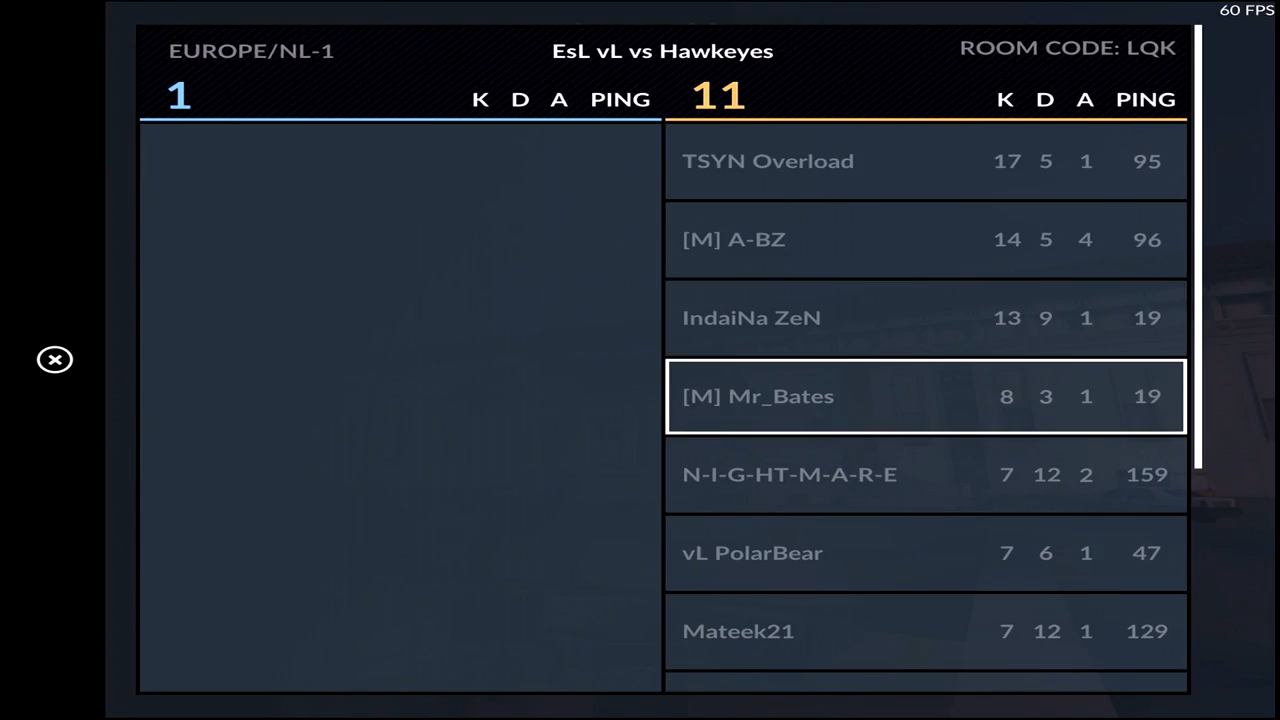 60 FPS
EUROPE/NL-1 EsL vL vs Hawkeyes ROOM CODE: LQK
1 K D A PING 11 K D A PING
TSYN Overload 17 5 1 95
[M] A-BZ 14 5 4 96
IndaiNa ZeN 13 9 1 19
[M] Mr_Bates 8 3 1 19
N-I-G-HT-M-A-R-E 7 12 2 159
vL PolarBear 7 6 1 47
Mateek21 7 12 1 129